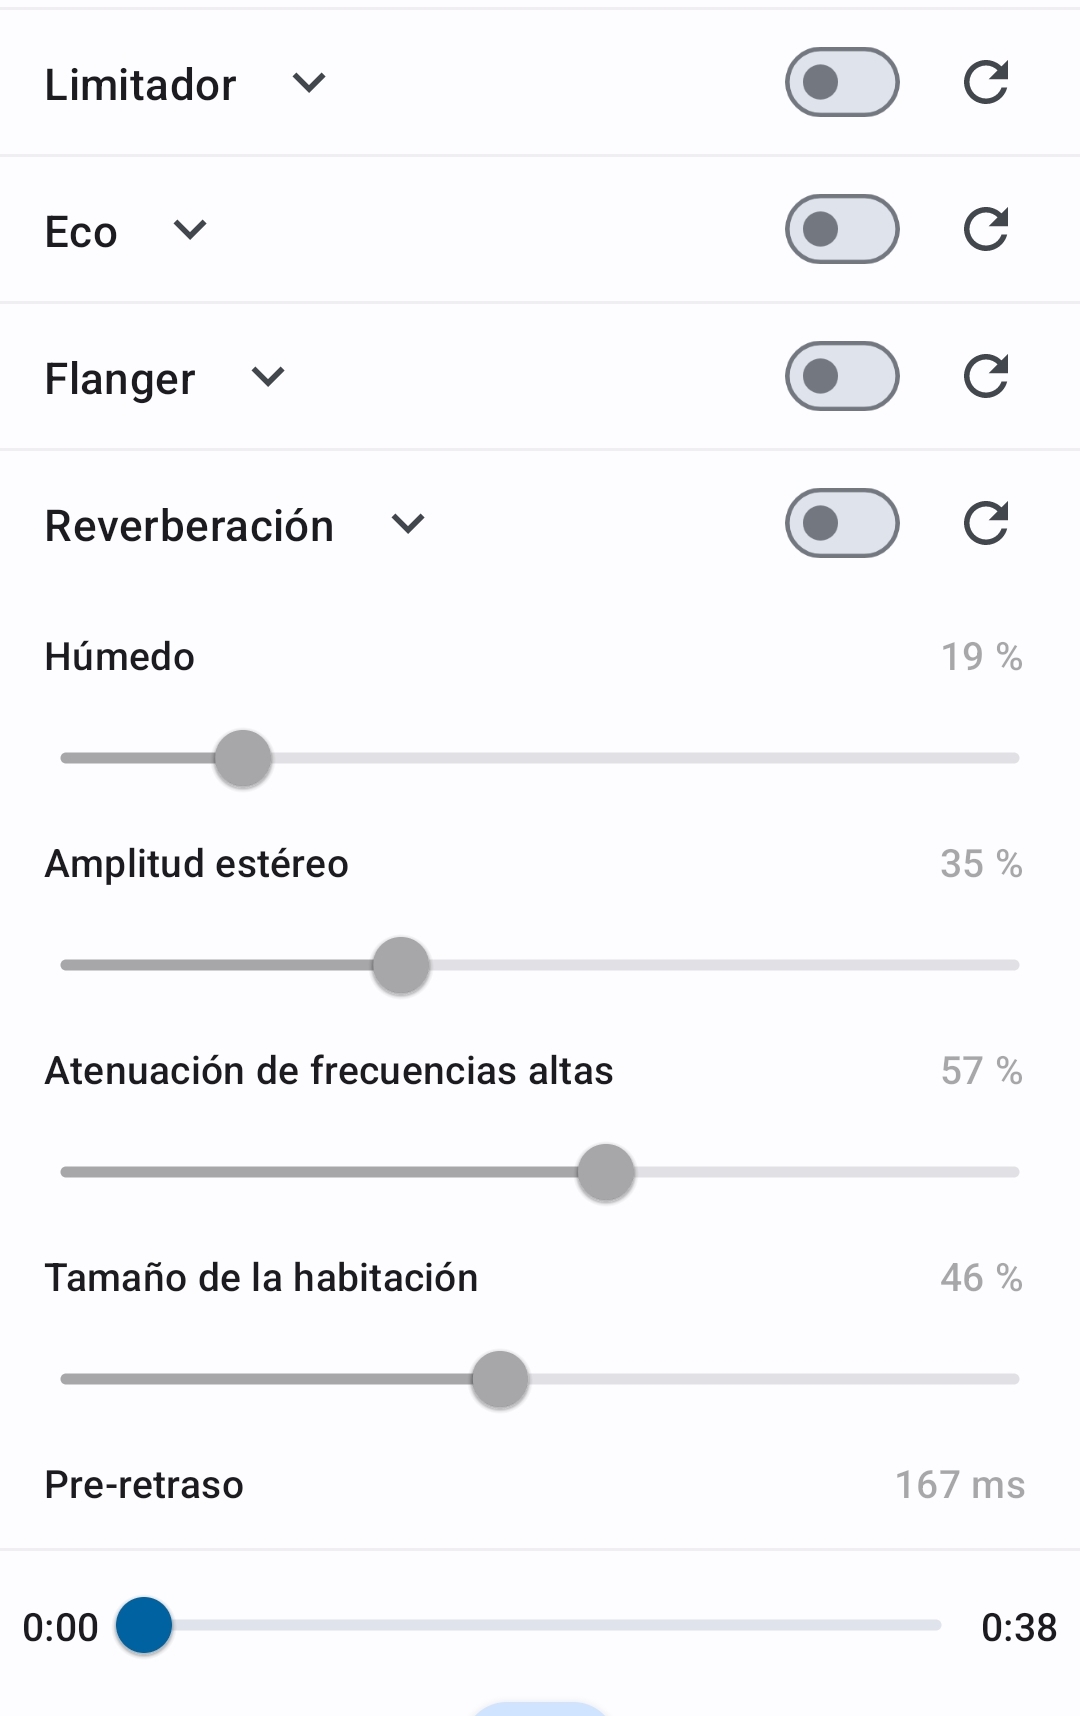 Limitador
Eco
Flanger
Reverberación
Húmedo 19 %
Amplitud estéreo 35 %
Atenuación de frecuencias altas 57 %
Tamaño de la habitación 46 %
Pre-retraso 167 ms
0:00 0:38